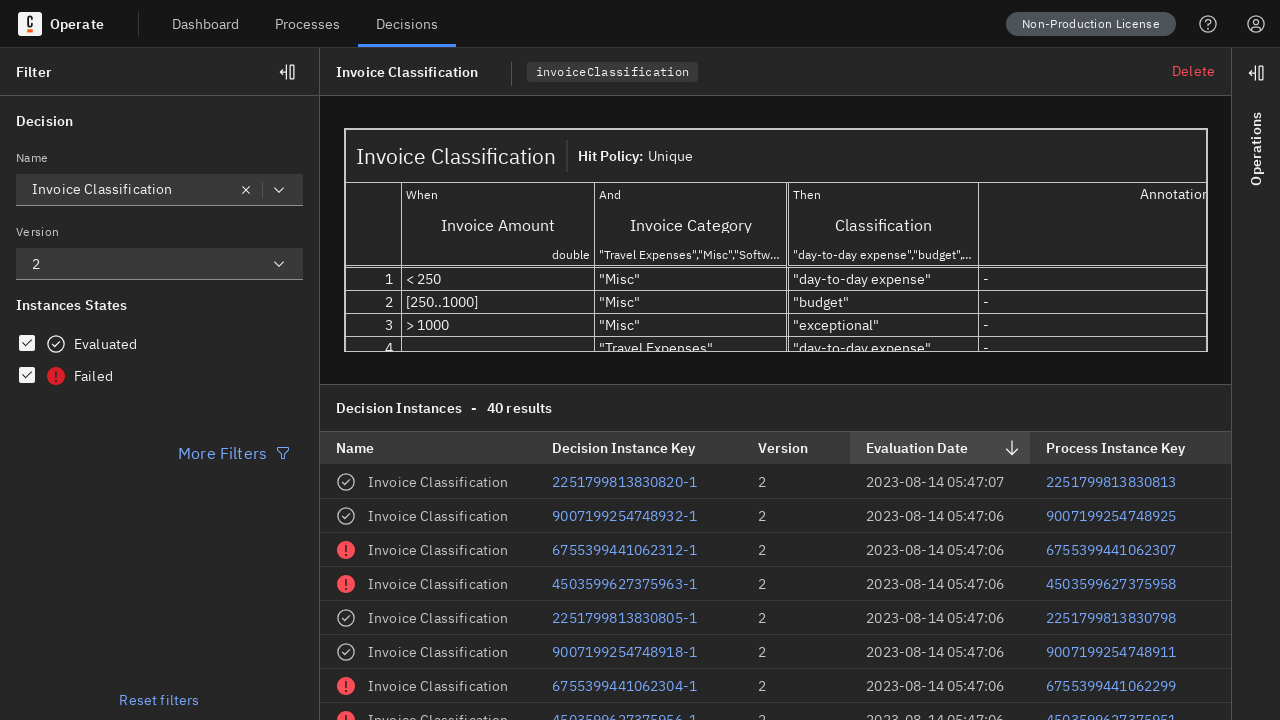 Operate
Dashboard
Processes
Decisions
Non-Production License
Filter
Decision
Name
Invoice Classification
Version
2
Instances States
Evaluated
Failed
More Filters
Reset filters
Invoice Classification
invoiceClassification
Delete
Operations
Invoice Classification
Hit Policy: Unique
When And Then Annotation
Invoice Amount Invoice Category Classification
double "Travel Expenses","Misc","Softw… "day-to-day expense","budget",…
1 < 250 "Misc" "day-to-day expense" -
2 [250..1000] "Misc" "budget" -
3 > 1000 "Misc" "exceptional" -
4 "Travel Expenses" "day-to-day expense" -
Decision Instances - 40 results
Name Decision Instance Key Version Evaluation Date Process Instance Key
Invoice Classification 2251799813830820-1 2 2023-08-14 05:47:07 2251799813830813
Invoice Classification 9007199254748932-1 2 2023-08-14 05:47:06 9007199254748925
Invoice Classification 6755399441062312-1 2 2023-08-14 05:47:06 6755399441062307
Invoice Classification 4503599627375963-1 2 2023-08-14 05:47:06 4503599627375958
Invoice Classification 2251799813830805-1 2 2023-08-14 05:47:06 2251799813830798
Invoice Classification 9007199254748918-1 2 2023-08-14 05:47:06 9007199254748911
Invoice Classification 6755399441062304-1 2 2023-08-14 05:47:06 6755399441062299
Invoice Classification 4503599627375956-1 2 2023-08-14 05:47:06 4503599627375951